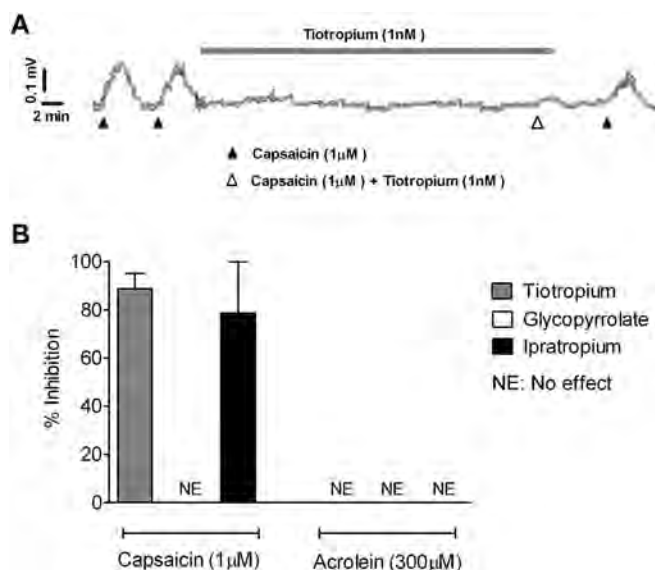 A
Tiotropium (1nM)
0.1 mV
2 min
▲ Capsaicin (1µM)
△ Capsaicin (1µM) + Tiotropium (1nM)
B
% Inhibition
100
80
60
40
20
0
NE
NE NE NE
Capsaicin (1µM) Acrolein (300µM)
Tiotropium
Glycopyrrolate
Ipratropium
NE: No effect